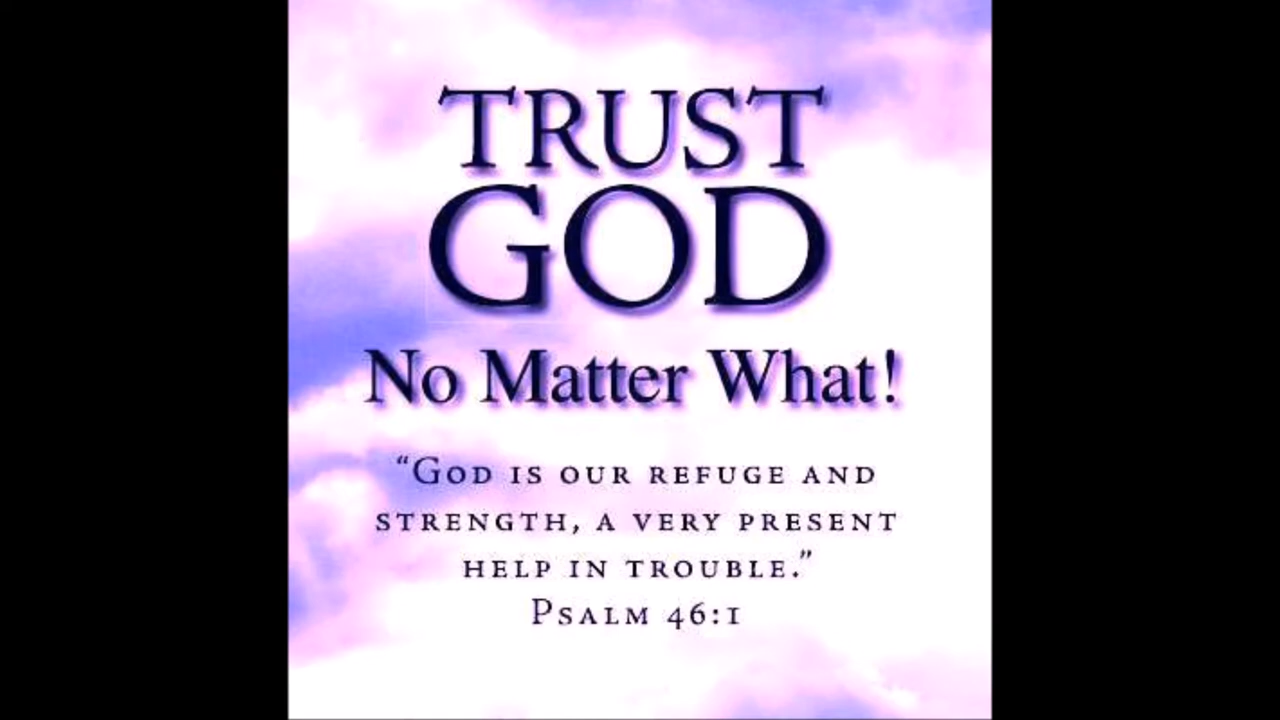 TRUST
GOD
No Matter What!
“God is our refuge and
strength, a very present
help in trouble.”
Psalm 46:1